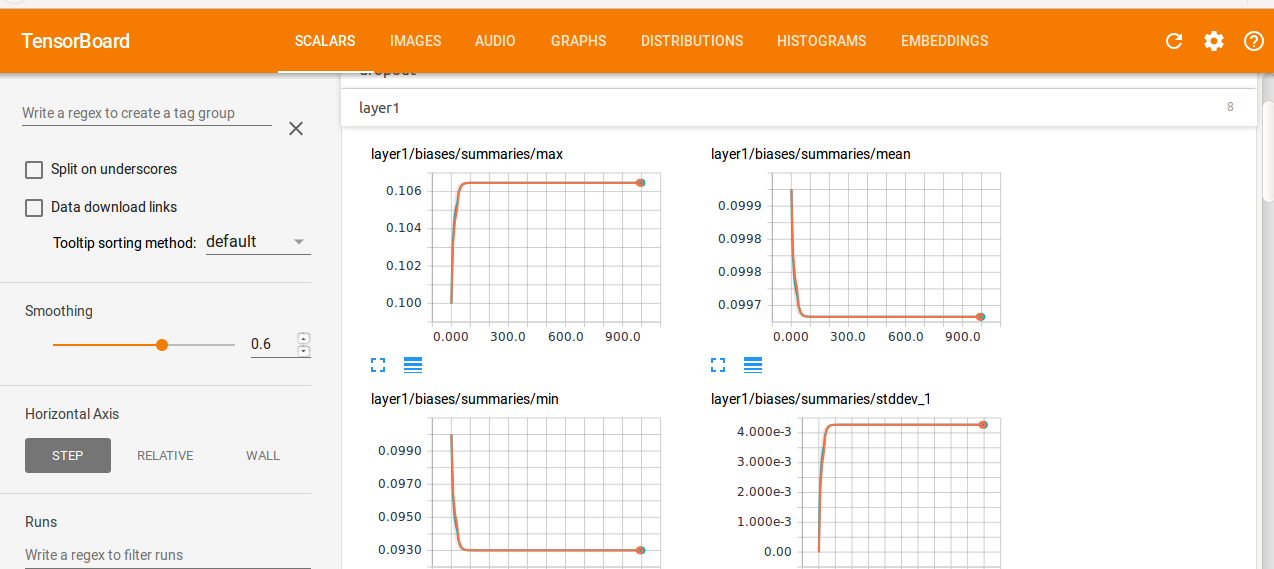 TensorBoard
SCALARS IMAGES AUDIO GRAPHS DISTRIBUTIONS HISTOGRAMS EMBEDDINGS
Write a regex to create a tag group
Split on underscores
Data download links
Tooltip sorting method: default
Smoothing
0.6
Horizontal Axis
STEP RELATIVE WALL
Runs
Write a regex to filter runs
dropout
layer1 8
layer1/biases/summaries/max
0.106
0.104
0.102
0.100
0.000 300.0 600.0 900.0
layer1/biases/summaries/mean
0.0999
0.0998
0.0998
0.0997
0.000 300.0 600.0 900.0
layer1/biases/summaries/min
0.0990
0.0970
0.0950
0.0930
layer1/biases/summaries/stddev_1
4.000e-3
3.000e-3
2.000e-3
1.000e-3
0.00